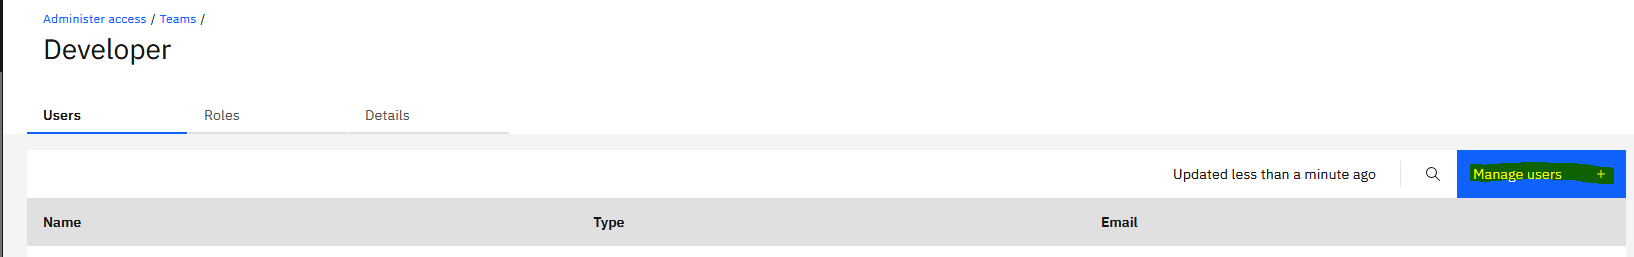 Administer access / Teams /
Developer
Users Roles Details
Updated less than a minute ago Manage users +
Name Type Email